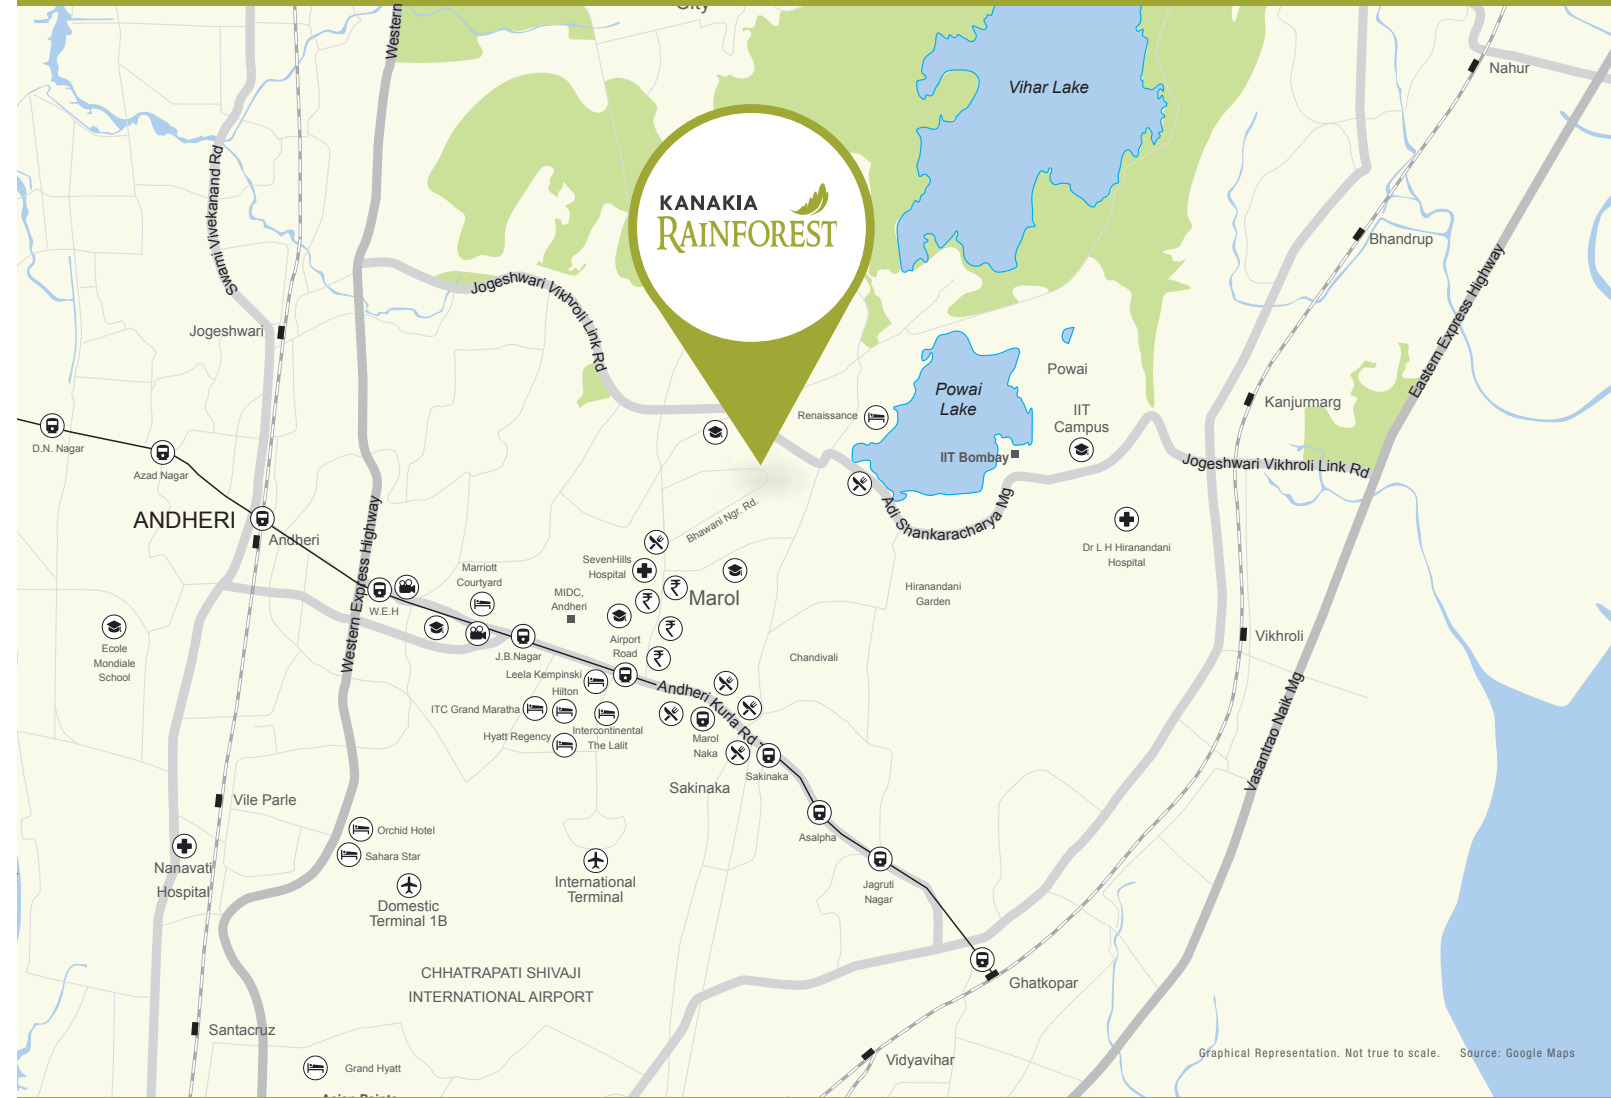 City
Western
Nahur
Vihar Lake
Swami Vivekanand Rd
KANAKIA
RAINFOREST
Bhandrup
Jogeshwari Vikhroli Link Rd
Eastern Express Highway
Jogeshwari
Powai
Powai
Lake
Kanjurmarg
Renaissance
IIT
Campus
D.N. Nagar
IIT Bombay
Jogeshwari Vikhroli Link Rd
Azad Nagar
Adi Shankaracharya Mg
Bhawani Ngr. Rd.
ANDHERI
Andheri
Western Express Highway
Dr L H Hiranandani
Hospital
SevenHills
Hospital
Marriott
Courtyard
MIDC,
Andheri
Marol
Hiranandani
Garden
W.E.H
Ecole
Mondiale
School
Airport
Road
J.B.Nagar
Vikhroli
Chandivali
Leela Kempinski
Hilton
Andheri Kurla Rd
ITC Grand Maratha
Hyatt Regency
Intercontinental
The Lalit
Marol
Naka
Sakinaka
Sakinaka
Vasantrao Naik Mg
Vile Parle
Orchid Hotel
Asalpha
Sahara Star
Nanavati
Hospital
International
Terminal
Jagruti
Nagar
Domestic
Terminal 1B
CHHATRAPATI SHIVAJI
INTERNATIONAL AIRPORT
Ghatkopar
Santacruz
Vidyavihar
Graphical Representation. Not true to scale. Source: Google Maps
Grand Hyatt